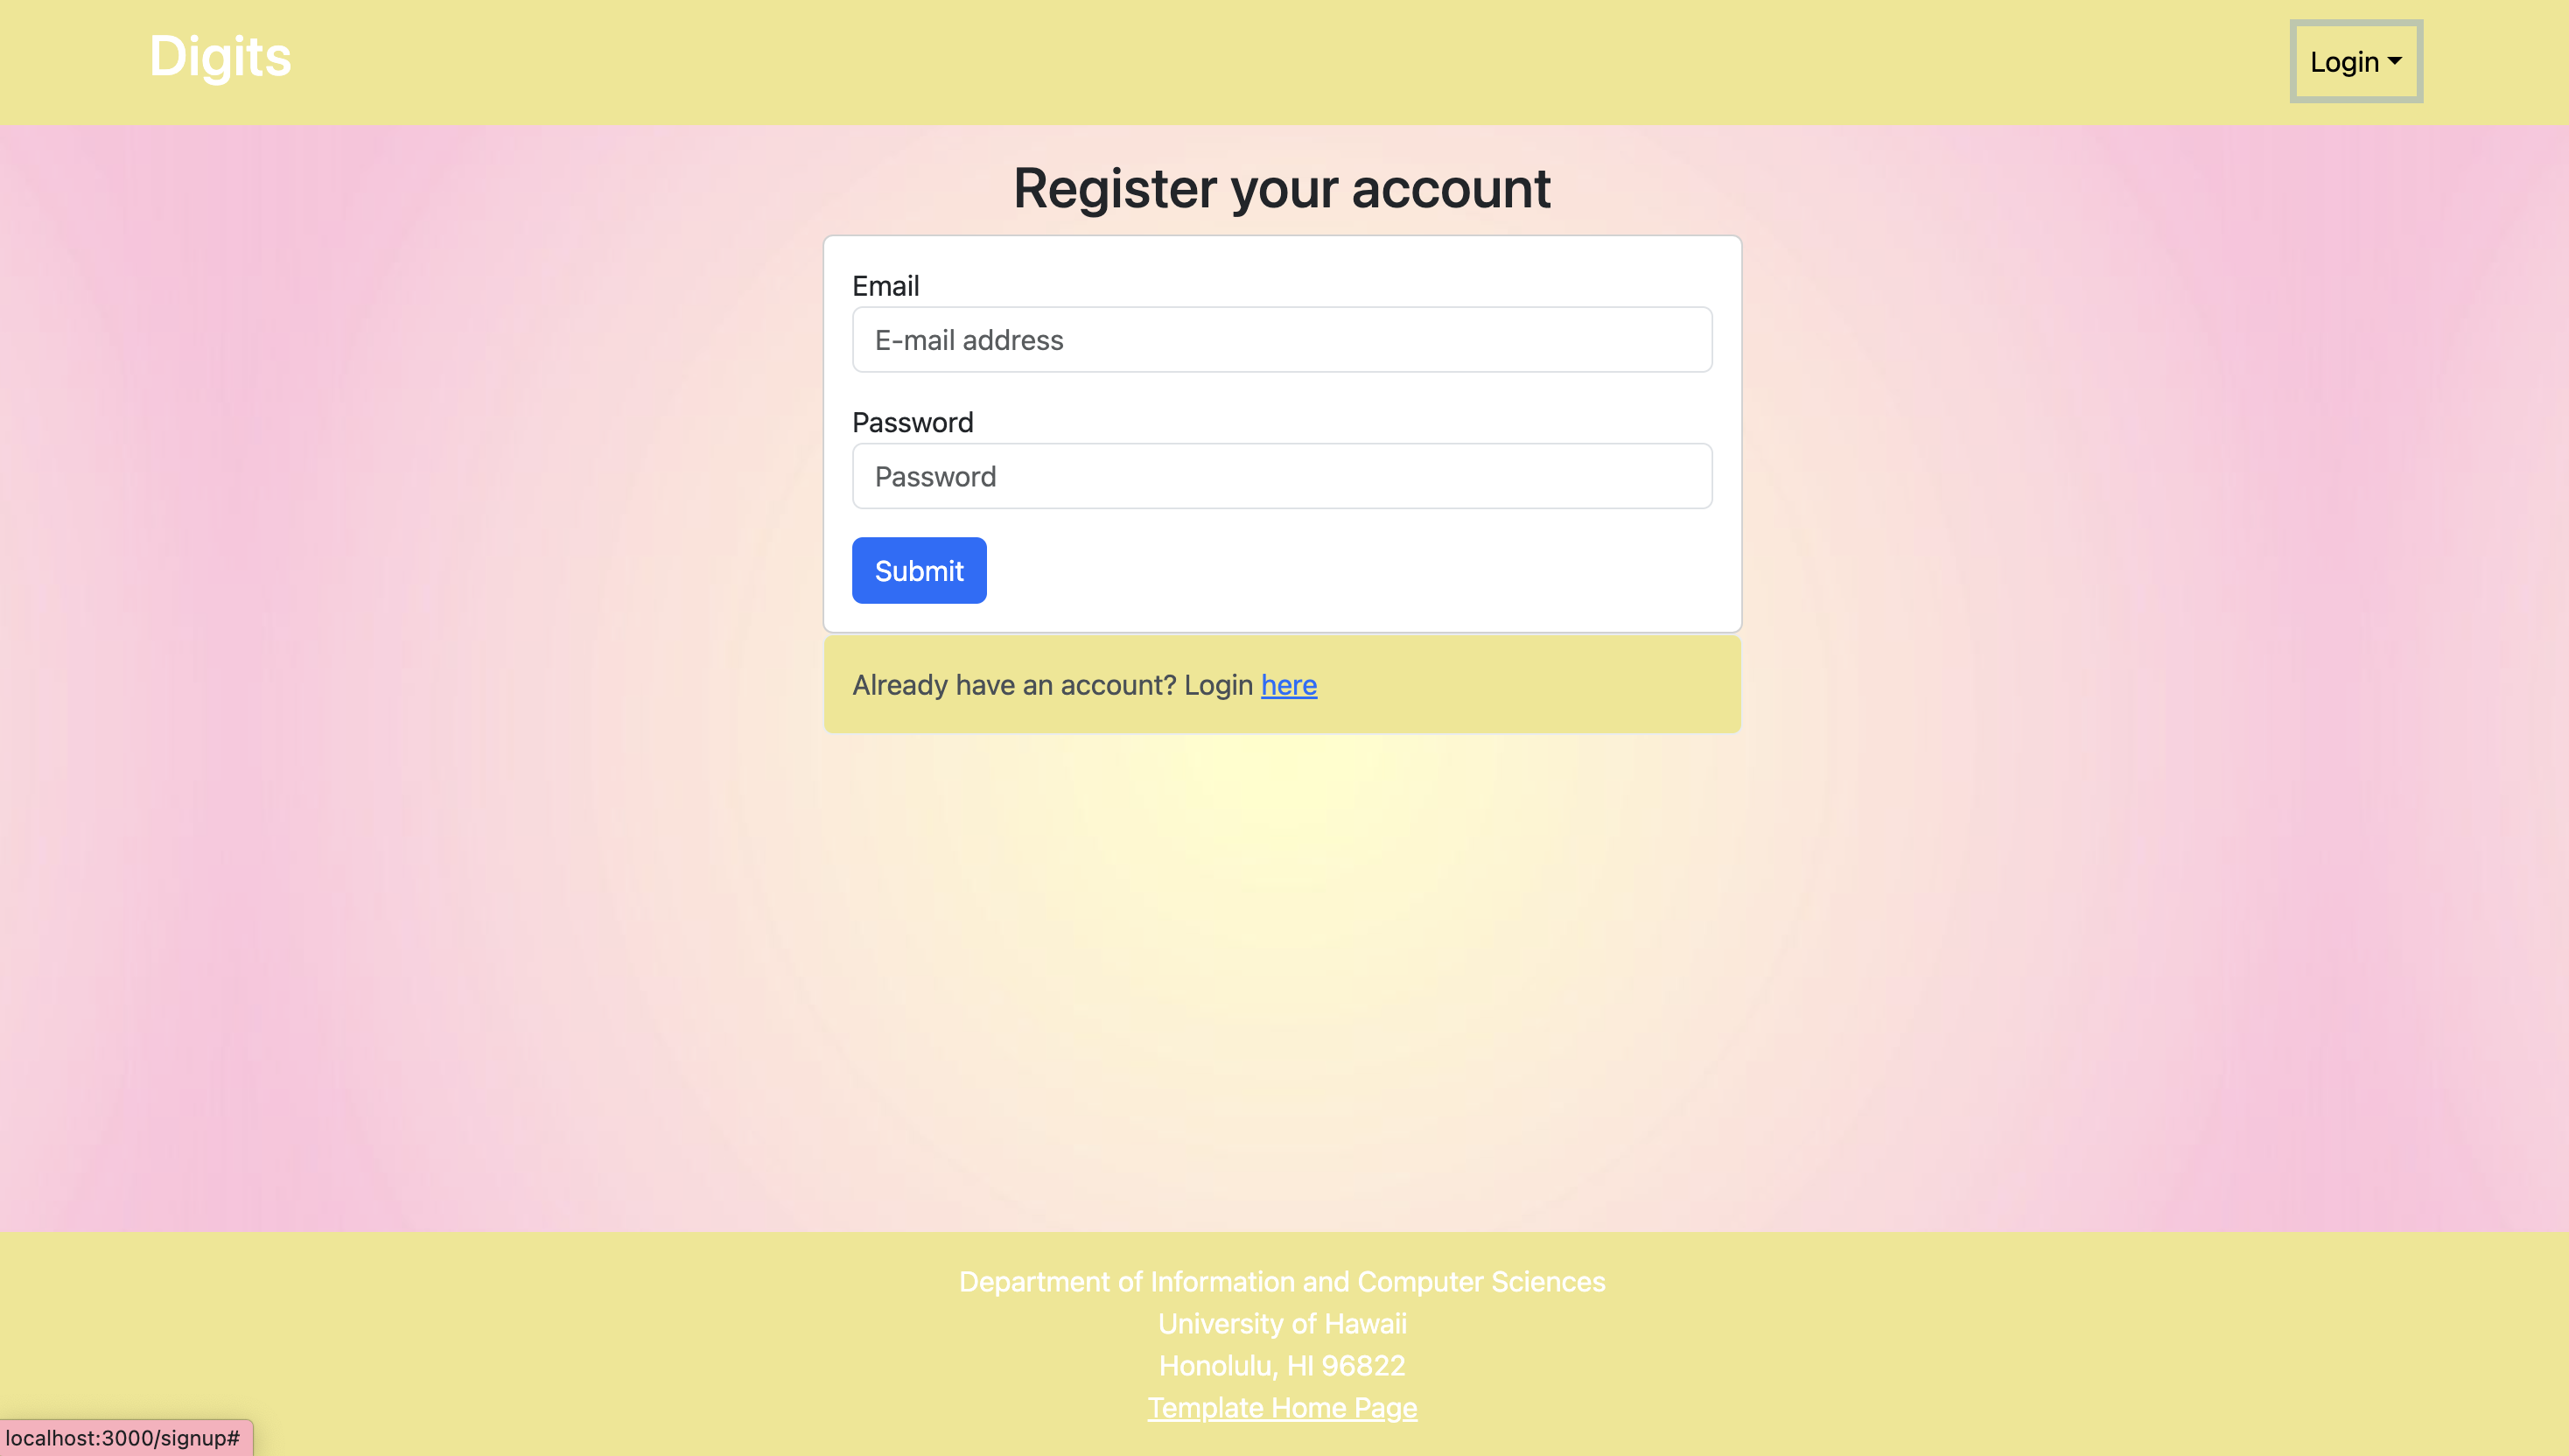 Digits
Login
Register your account
Email
E-mail address
Password
Password
Submit
Already have an account? Login here
Department of Information and Computer Sciences
University of Hawaii
Honolulu, HI 96822
Template Home Page
localhost:3000/signup#